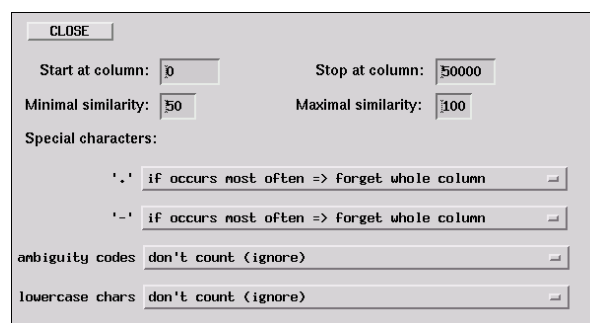 CLOSE
Start at column: 0 Stop at column: 50000
Minimal similarity: 50 Maximal similarity: 100
Special characters:
'.' if occurs most often => forget whole column
'-' if occurs most often => forget whole column
ambiguity codes don't count (ignore)
lowercase chars don't count (ignore)